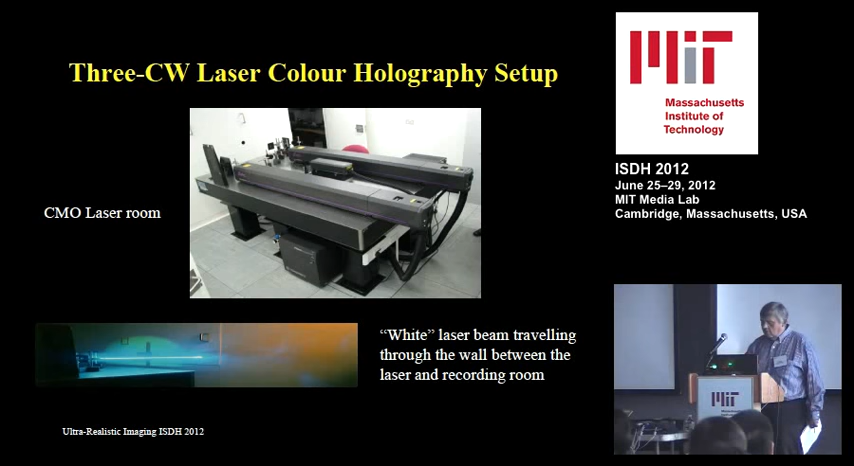 Three-CW Laser Colour Holography Setup
CMO Laser room
“White” laser beam travelling
through the wall between the
laser and recording room
Ultra-Realistic Imaging ISDH 2012
MIT
Massachusetts
Institute of
Technology
ISDH 2012
June 25–29, 2012
MIT Media Lab
Cambridge, Massachusetts, USA
MIT